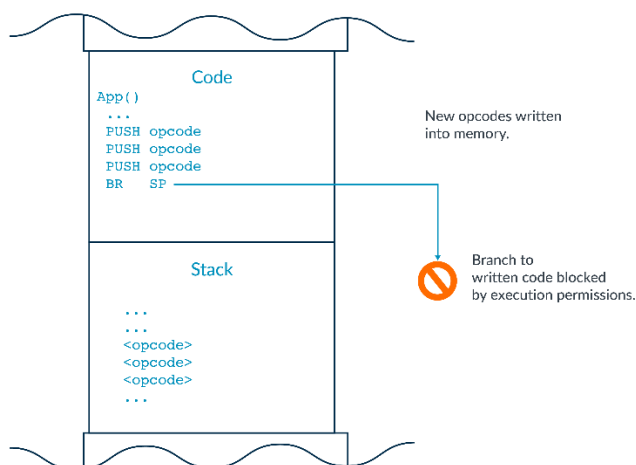 Code
App()
...
PUSH opcode
PUSH opcode
PUSH opcode
BR SP
New opcodes written
into memory.
Branch to
written code blocked
by execution permissions.
Stack
...
...
<opcode>
<opcode>
<opcode>
...